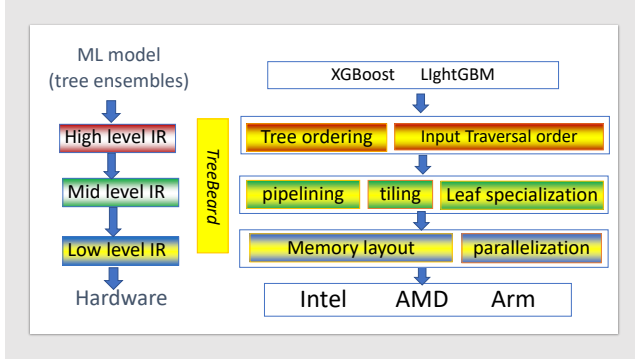 ML model
(tree ensembles)
High level IR
Mid level IR
Low level IR
Hardware
TreeBeard
XGBoost LIghtGBM
Tree ordering Input Traversal order
pipelining tiling Leaf specialization
Memory layout parallelization
Intel AMD Arm